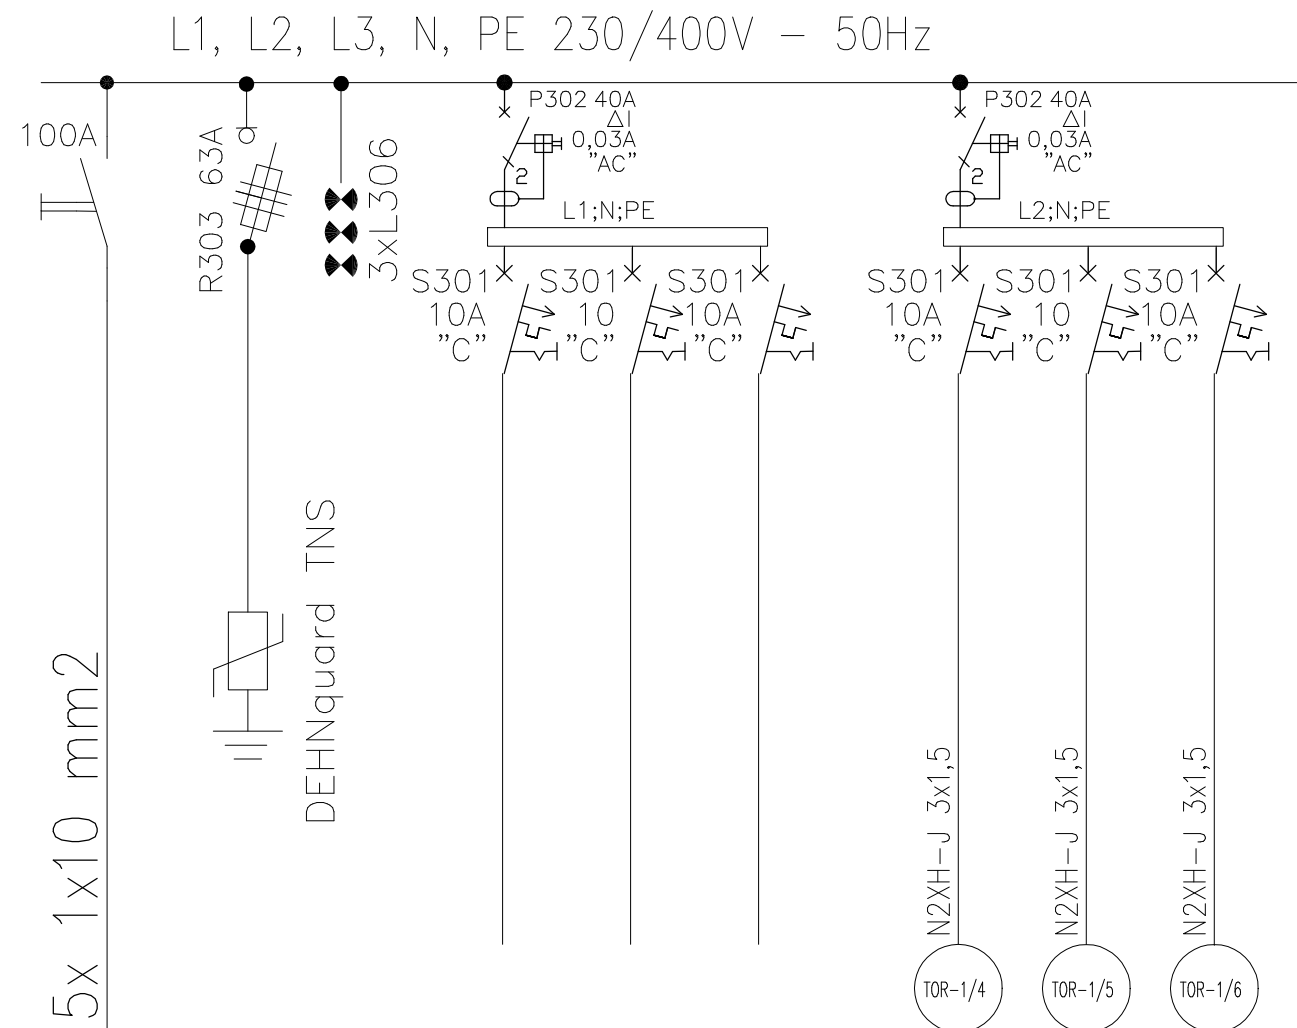 L1, L2, L3, N, PE 230/400V – 50Hz
100A
R303 63A
3xL306
P302 40A
ΔI
0,03A
"AC"
2
L1;N;PE
S301
10A
"C"
S301
10
"C"
S301
10A
"C"
P302 40A
ΔI
0,03A
"AC"
2
L2;N;PE
S301
10A
"C"
S301
10
"C"
S301
10A
"C"
DEHNquard TNS
5x 1x10 mm2
N2XH-J 3x1,5
N2XH-J 3x1,5
N2XH-J 3x1,5
TOR-1/4
TOR-1/5
TOR-1/6